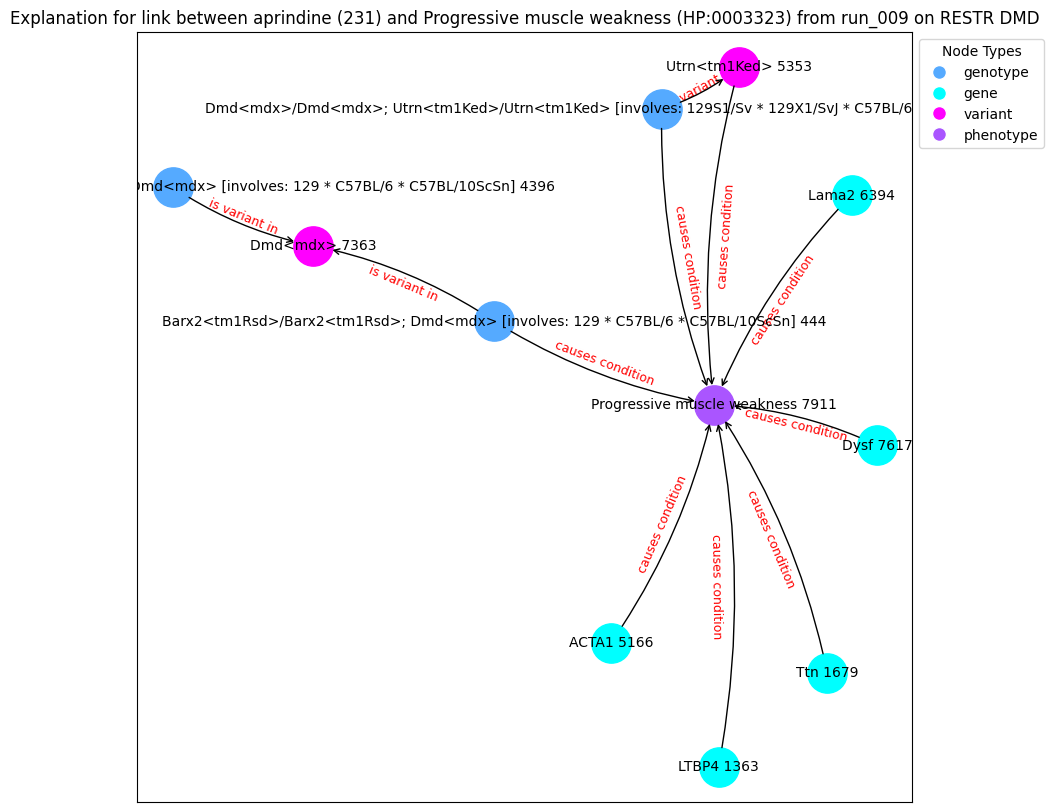 Explanation for link between aprindine (231) and Progressive muscle weakness (HP:0003323) from run_009 on RESTR DMD
Node Types
genotype
gene
variant
phenotype
Utrn<tm1Ked> 5353
variant
Dmd<mdx>/Dmd<mdx>; Utrn<tm1Ked>/Utrn<tm1Ked> [involves: 129S1/Sv * 129X1/SvJ * C57BL/6
Dmd<mdx> [involves: 129 * C57BL/6 * C57BL/10ScSn] 4396
Lama2 6394
is variant in
causes condition
causes condition
Dmd<mdx> 7363
is variant in
causes condition
Barx2<tm1Rsd>/Barx2<tm1Rsd>; Dmd<mdx> [involves: 129 * C57BL/6 * C57BL/10ScSn] 444
causes condition
Progressive muscle weakness 7911
causes condition
Dysf 7617
causes condition
causes condition
causes condition
ACTA1 5166
Ttn 1679
LTBP4 1363